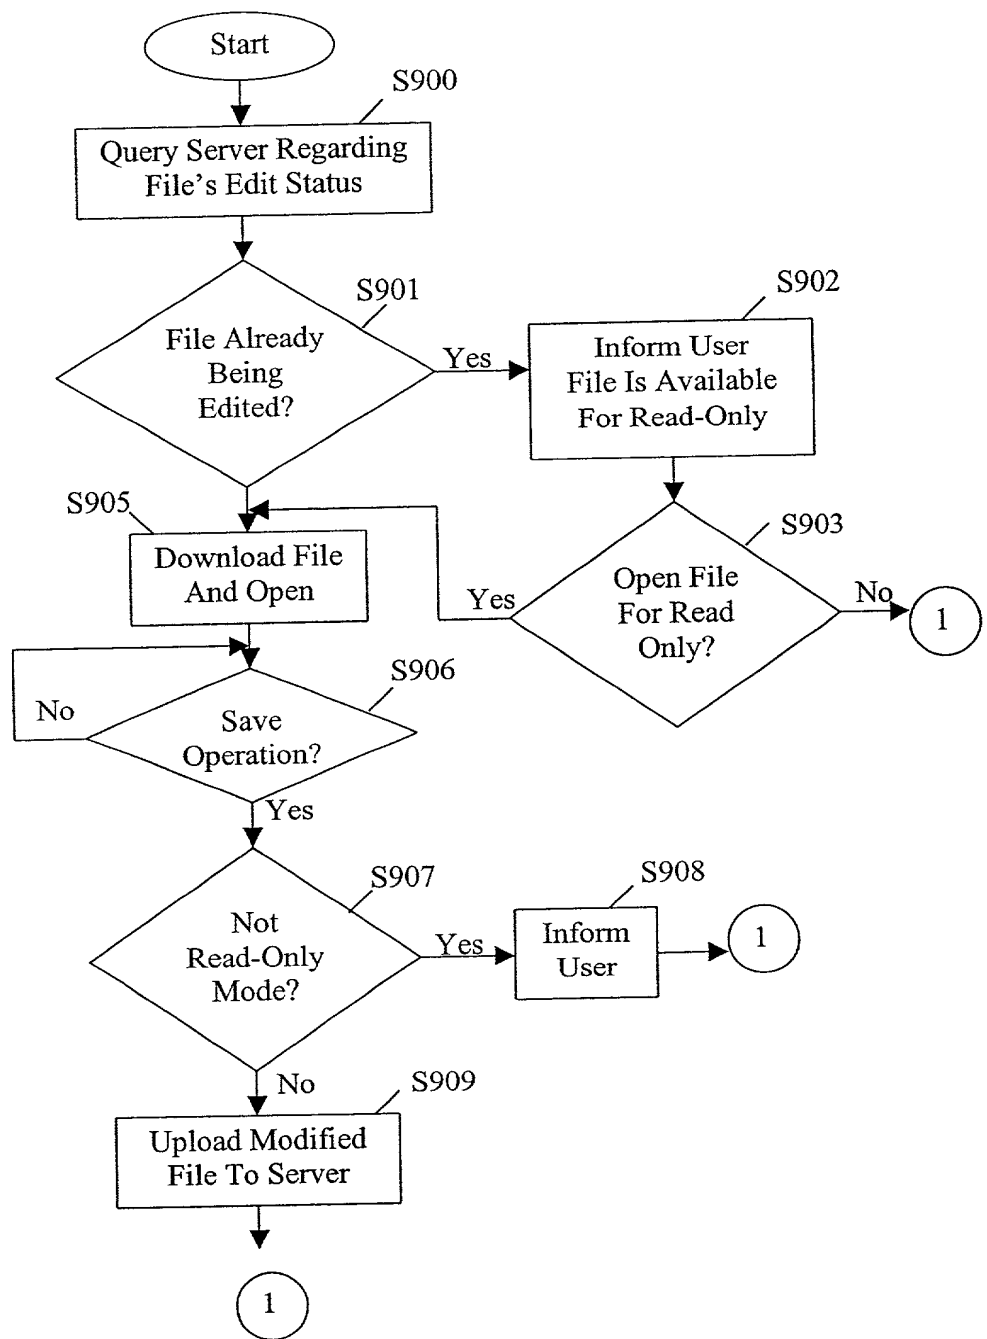 Start
S900
Query Server Regarding
File's Edit Status
S901
File Already
Being
Edited?
Yes
S902
Inform User
File Is Available
For Read-Only
S903
Open File
For Read
Only?
Yes
No
1
S905
Download File
And Open
S906
Save
Operation?
No
Yes
S907
Not
Read-Only
Mode?
Yes
S908
Inform
User
1
No
S909
Upload Modified
File To Server
1